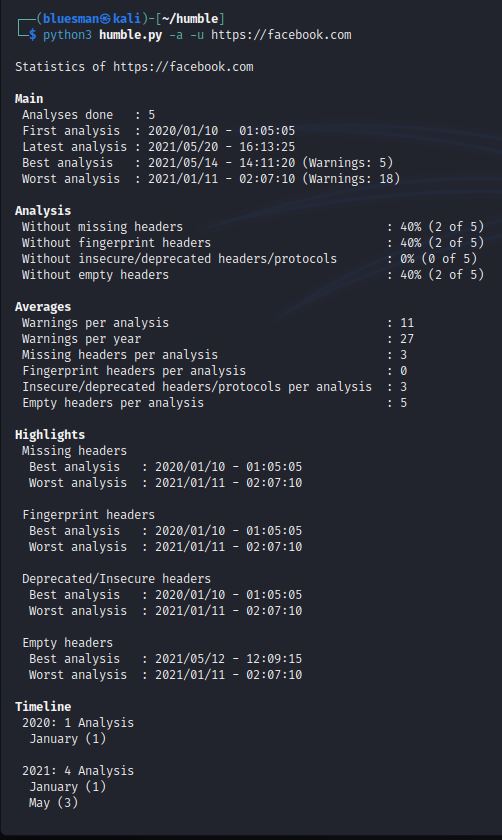 ┌──(bluesman㉿kali)-[~/humble]
└─$ python3 humble.py -a -u https://facebook.com
Statistics of https://facebook.com
Main
Analyses done : 5
First analysis : 2020/01/10 - 01:05:05
Latest analysis : 2021/05/20 - 16:13:25
Best analysis : 2021/05/14 - 14:11:20 (Warnings: 5)
Worst analysis : 2021/01/11 - 02:07:10 (Warnings: 18)
Analysis
Without missing headers : 40% (2 of 5)
Without fingerprint headers : 40% (2 of 5)
Without insecure/deprecated headers/protocols : 0% (0 of 5)
Without empty headers : 40% (2 of 5)
Averages
Warnings per analysis : 11
Warnings per year : 27
Missing headers per analysis : 3
Fingerprint headers per analysis : 0
Insecure/deprecated headers/protocols per analysis : 3
Empty headers per analysis : 5
Highlights
Missing headers
Best analysis : 2020/01/10 - 01:05:05
Worst analysis : 2021/01/11 - 02:07:10
Fingerprint headers
Best analysis : 2020/01/10 - 01:05:05
Worst analysis : 2021/01/11 - 02:07:10
Deprecated/Insecure headers
Best analysis : 2020/01/10 - 01:05:05
Worst analysis : 2021/01/11 - 02:07:10
Empty headers
Best analysis : 2021/05/12 - 12:09:15
Worst analysis : 2021/01/11 - 02:07:10
Timeline
2020: 1 Analysis
January (1)
2021: 4 Analysis
January (1)
May (3)